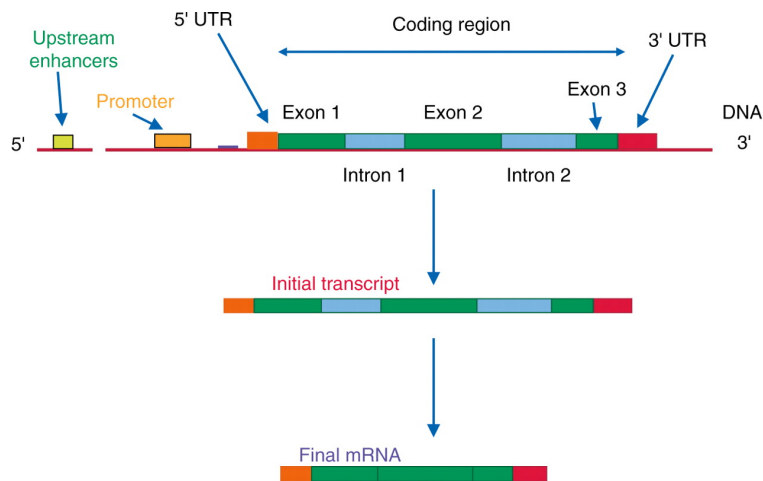 5' UTR
Coding region
Upstream
enhancers
3' UTR
Promoter
Exon 1
Exon 2
Exon 3
DNA
5'
3'
Intron 1
Intron 2
Initial transcript
Final mRNA